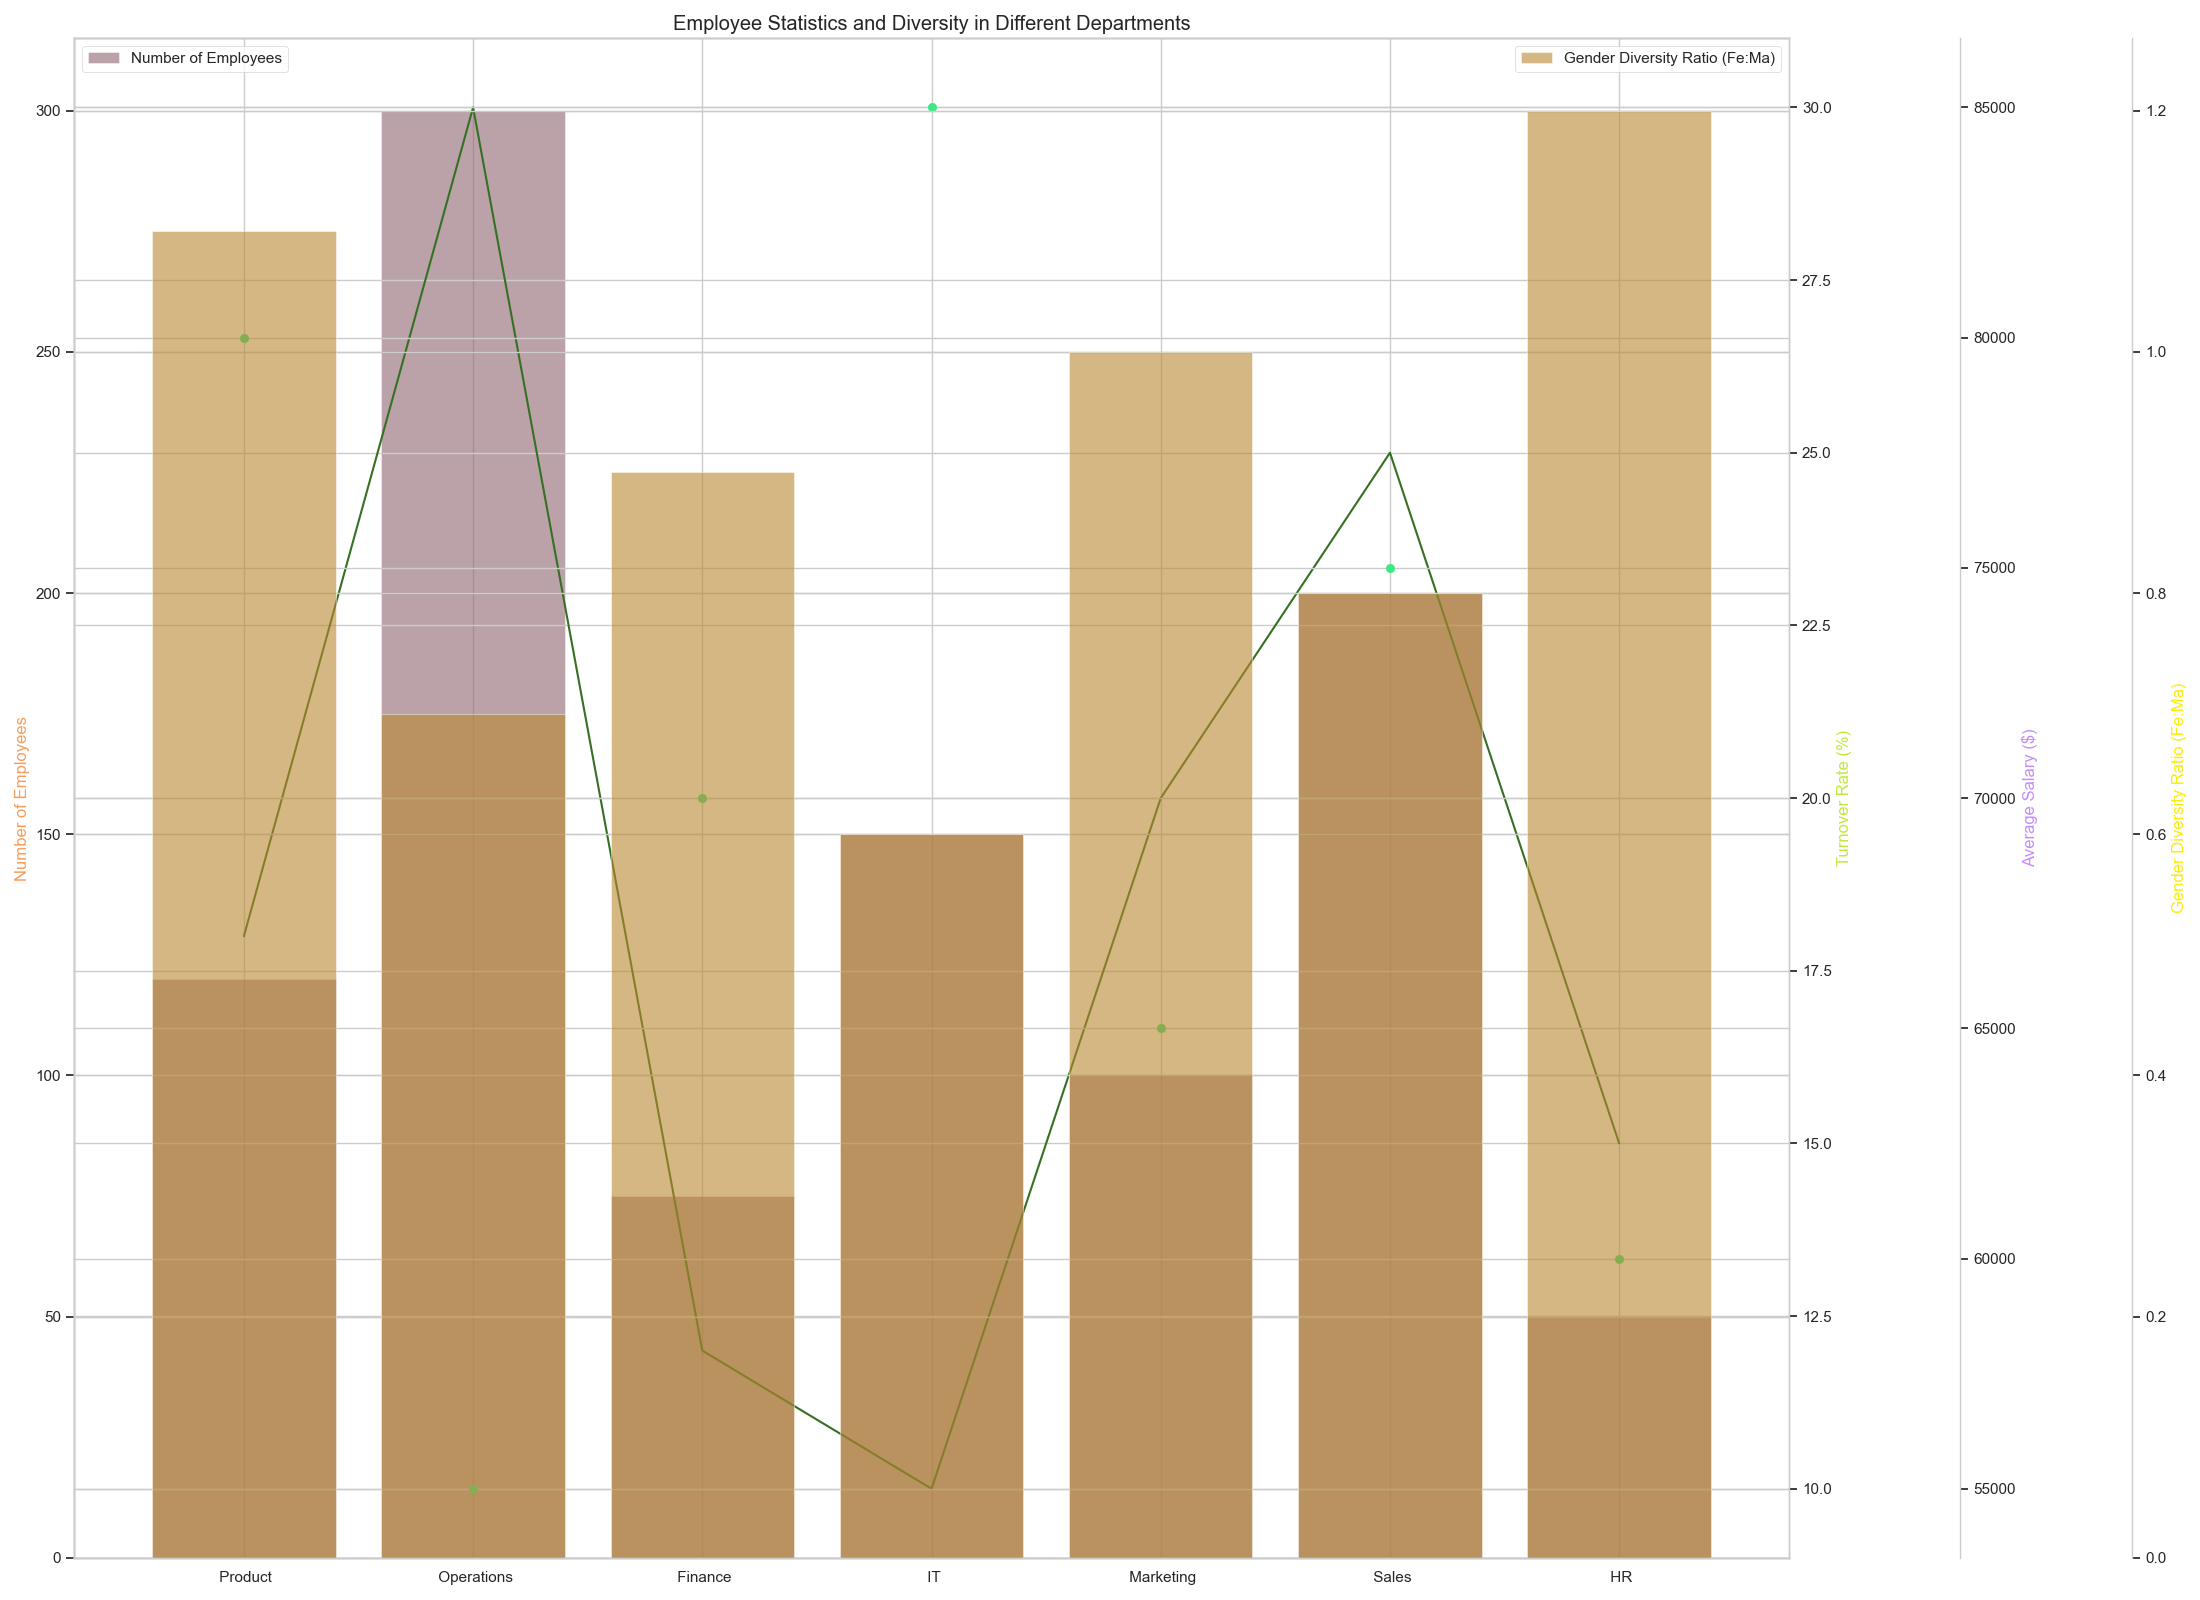 Employee Statistics and Diversity in Different Departments
Number of Employees
Gender Diversity Ratio (Fe:Ma)
300
250
200
150
100
50
0
Number of Employees
Product
Operations
Finance
IT
Marketing
Sales
HR
30.0
27.5
25.0
22.5
20.0
17.5
15.0
12.5
10.0
Turnover Rate (%)
85000
80000
75000
70000
65000
60000
55000
Average Salary ($)
1.2
1.0
0.8
0.6
0.4
0.2
0.0
Gender Diversity Ratio (Fe:Ma)